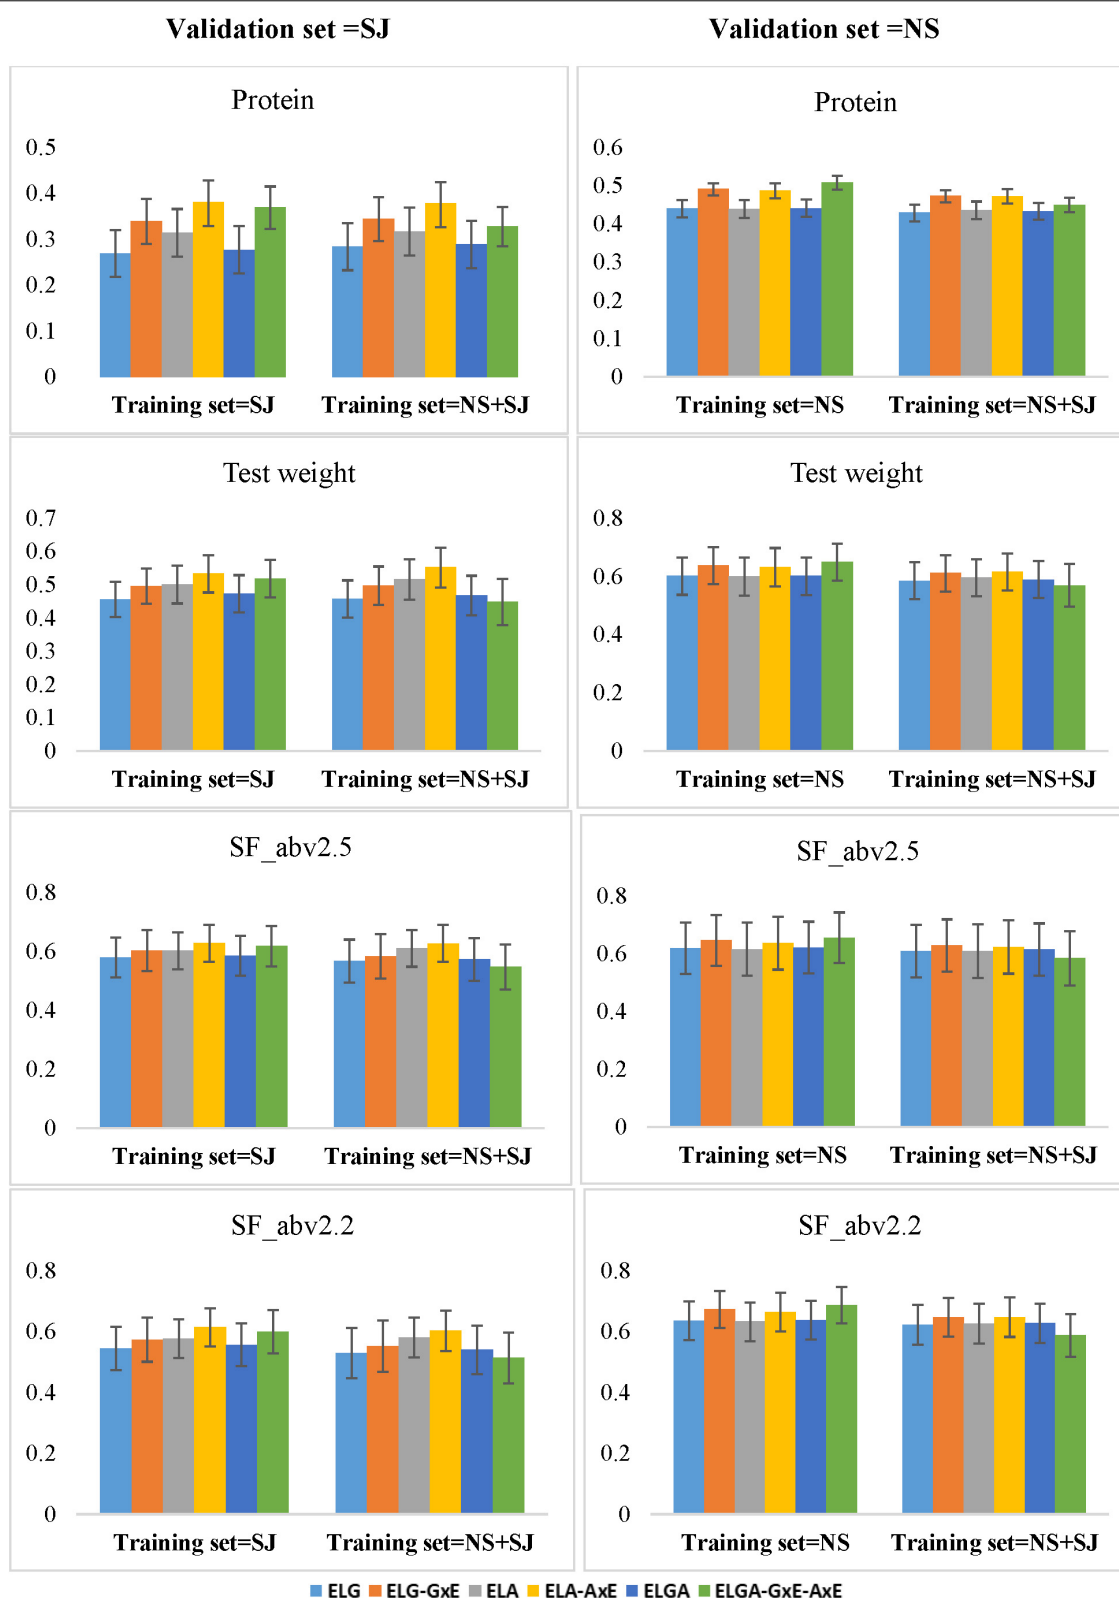 Validation set =SJ
Validation set =NS
Protein
0.5
0.4
0.3
0.2
0.1
0
Training set=SJ
Training set=NS+SJ
Protein
0.6
0.5
0.4
0.3
0.2
0.1
0
Training set=NS
Training set=NS+SJ
Test weight
0.7
0.6
0.5
0.4
0.3
0.2
0.1
0
Training set=SJ
Training set=NS+SJ
Test weight
0.8
0.6
0.4
0.2
0
Training set=NS
Training set=NS+SJ
SF_abv2.5
0.8
0.6
0.4
0.2
0
Training set=SJ
Training set=NS+SJ
SF_abv2.5
0.8
0.6
0.4
0.2
0
Training set=NS
Training set=NS+SJ
SF_abv2.2
0.8
0.6
0.4
0.2
0
Training set=SJ
Training set=NS+SJ
SF_abv2.2
0.8
0.6
0.4
0.2
0
Training set=NS
Training set=NS+SJ
ELG ELG-GxE ELA ELA-AxE ELGA ELGA-GxE-AxE